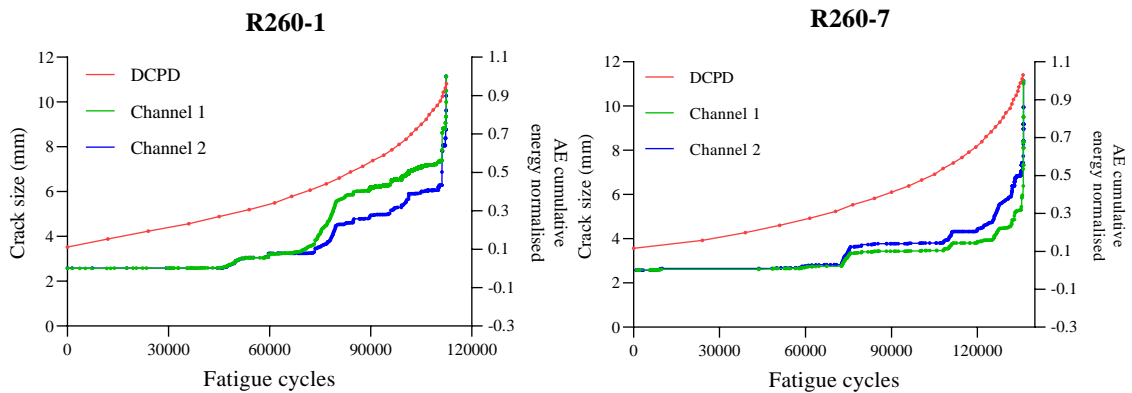 R260-1
12
10
8
6
4
2
0
Crack size (mm)
DCPD
Channel 1
Channel 2
1.1
0.9
0.7
0.5
0.3
0.1
-0.1
-0.3
AE cumulative
energy normalised
0
30000
60000
90000
120000
Fatigue cycles
R260-7
12
10
8
6
4
2
0
Crack size (mm)
DCPD
Channel 1
Channel 2
1.1
0.9
0.7
0.5
0.3
0.1
-0.1
-0.3
AE cumulative
energy normalised
0
30000
60000
90000
120000
Fatigue cycles